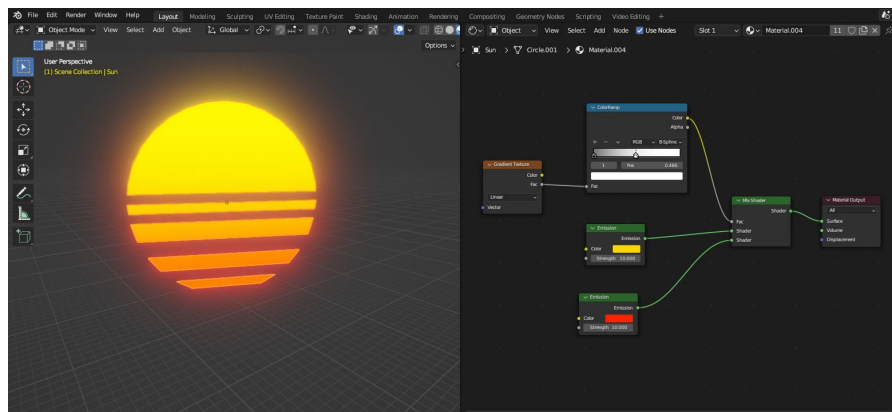 File Edit Render Window Help Layout Modeling Sculpting UV Editing Texture Paint Shading Animation Rendering Compositing Geometry Nodes Scripting Video Editing +
Object Mode View Select Add Object Global
Object View Select Add Node Use Nodes Slot 1 Material.004 11
Options
Sun > Circle.001 > Material.004
User Perspective
(1) Scene Collection | Sun
ColorRamp
Color
Alpha
RGB B-Spline
1 Pos 0.466
Fac
Gradient Texture
Color
Fac
Linear
Vector
Mix Shader
Shader
Fac
Shader
Shader
Material Output
All
Surface
Volume
Displacement
Emission
Emission
Color
Strength 10.000
Emission
Emission
Color
Strength 10.000